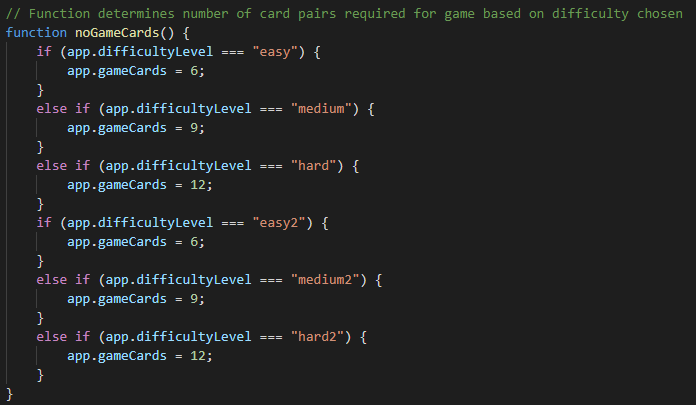 // Function determines number of card pairs required for game based on difficulty chosen
function noGameCards() {
    if (app.difficultyLevel === "easy") {
        app.gameCards = 6;
    }
    else if (app.difficultyLevel === "medium") {
        app.gameCards = 9;
    }
    else if (app.difficultyLevel === "hard") {
        app.gameCards = 12;
    }
    if (app.difficultyLevel === "easy2") {
        app.gameCards = 6;
    }
    else if (app.difficultyLevel === "medium2") {
        app.gameCards = 9;
    }
    else if (app.difficultyLevel === "hard2") {
        app.gameCards = 12;
    }
}